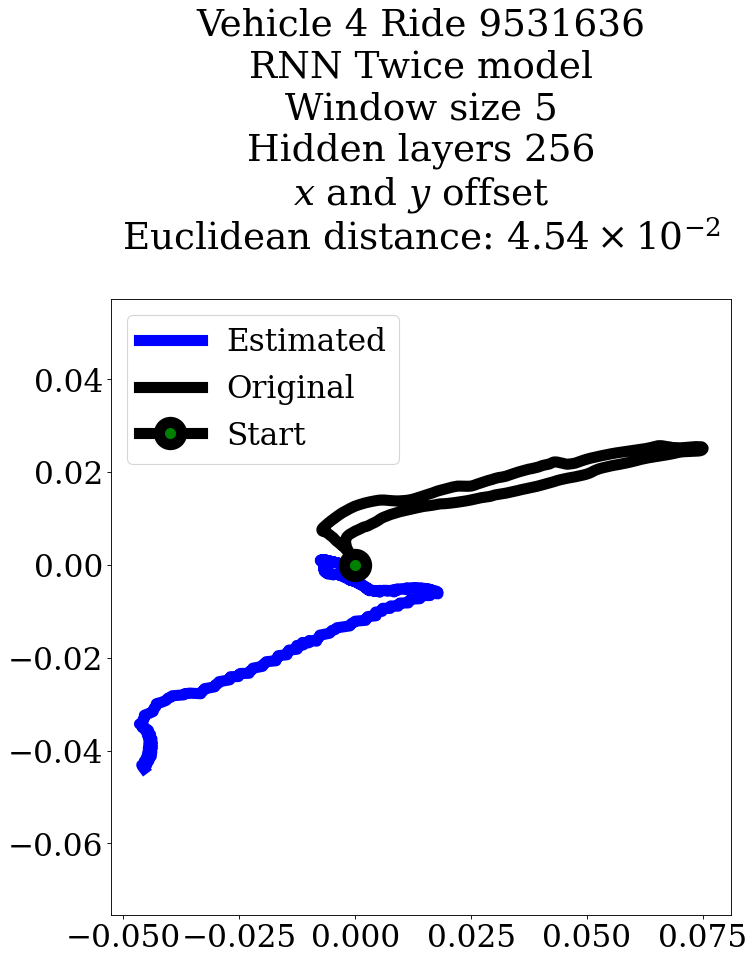 Vehicle 4 Ride 9531636
RNN Twice model
Window size 5
Hidden layers 256
x and y offset
Euclidean distance: 4.54 × 10⁻²
Estimated
Original
Start
0.04
0.02
0.00
−0.02
−0.04
−0.06
−0.050 −0.025 0.000 0.025 0.050 0.075